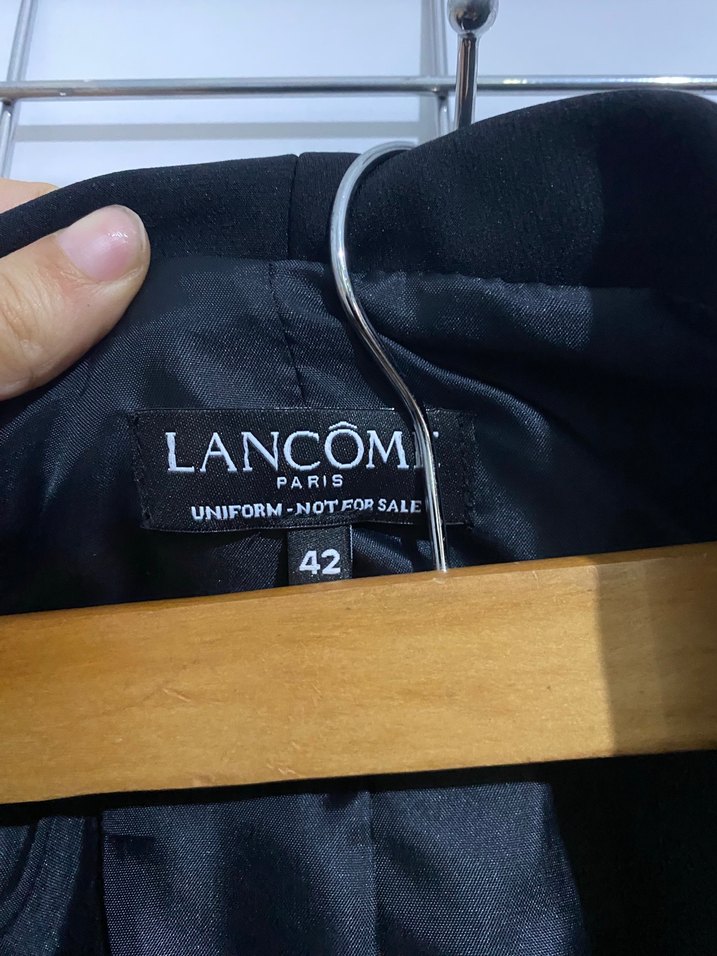 LANCÔME
PARIS
UNIFORM - NOT FOR SALE
42